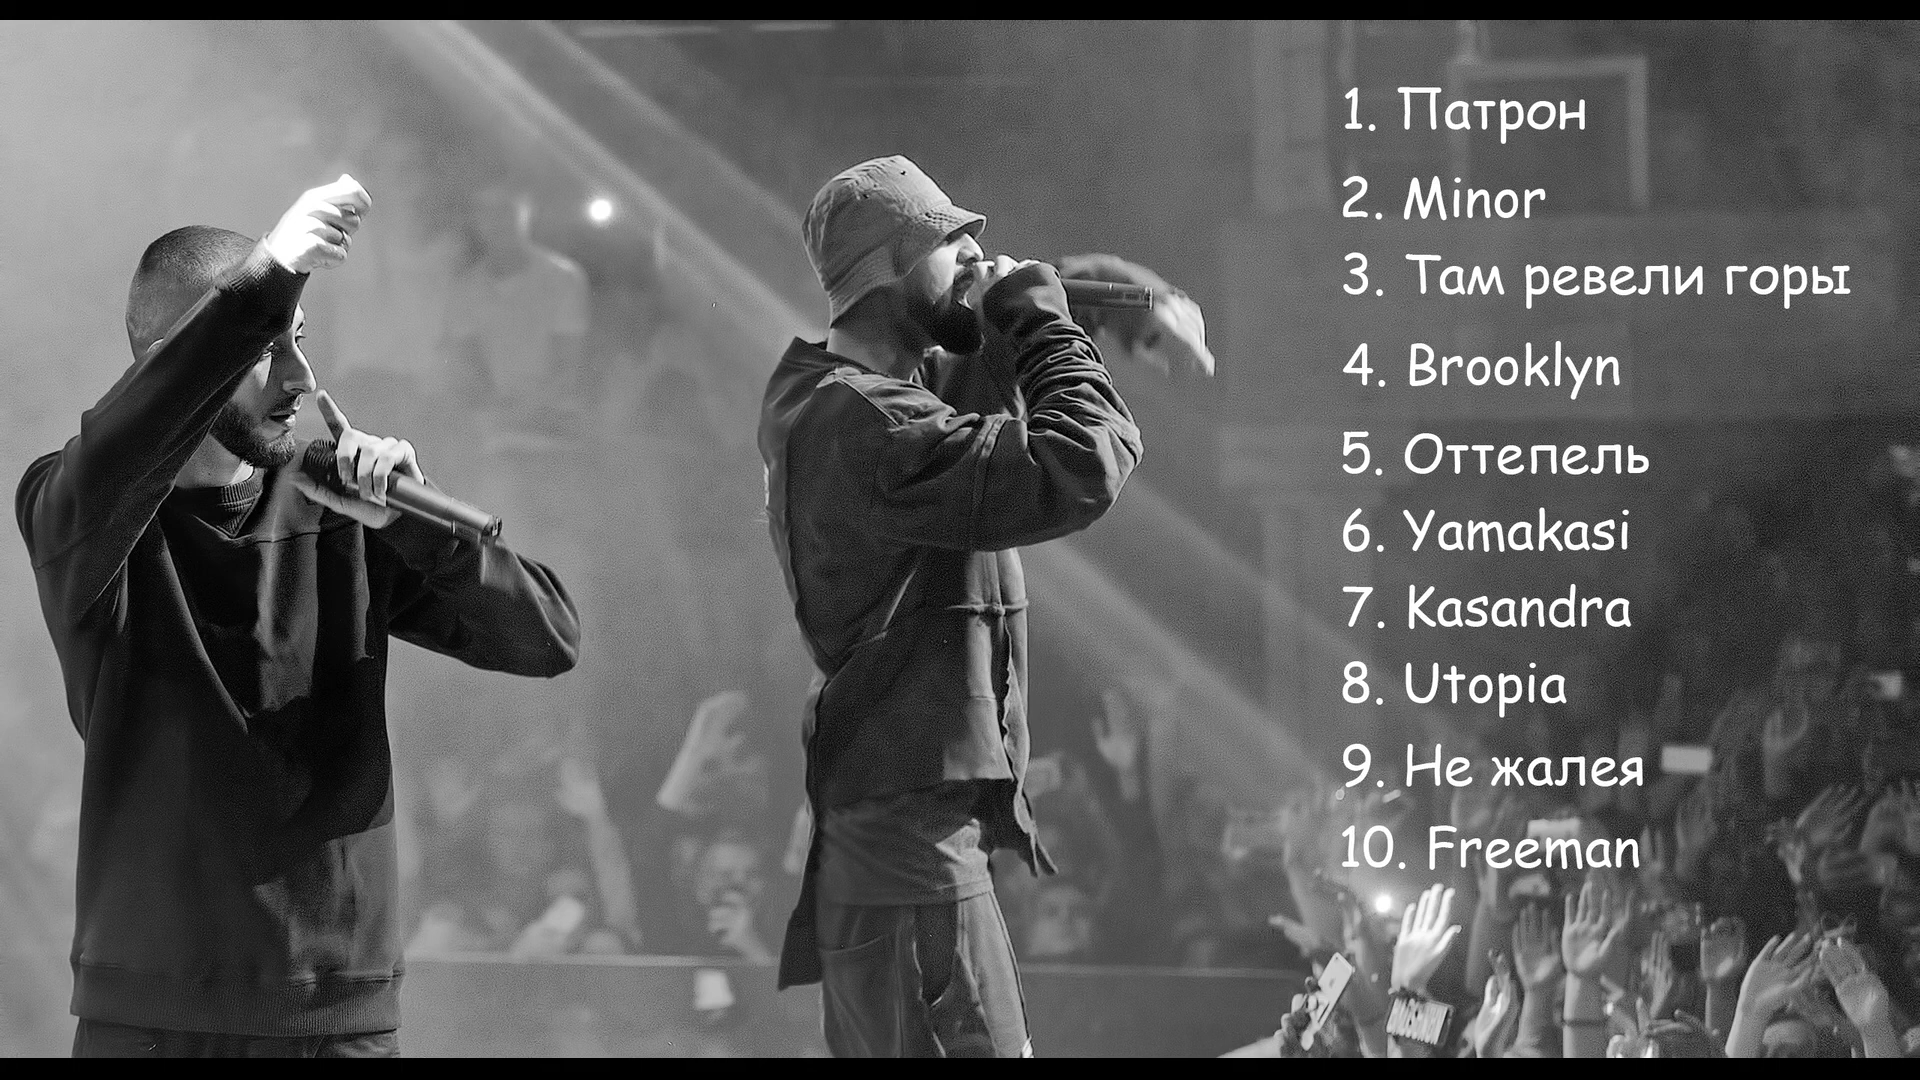 1. Патрон
2. Minor
3. Там ревели горы
4. Brooklyn
5. Оттепель
6. Yamakasi
7. Kasandra
8. Utopia
9. Не жалея
10. Freeman